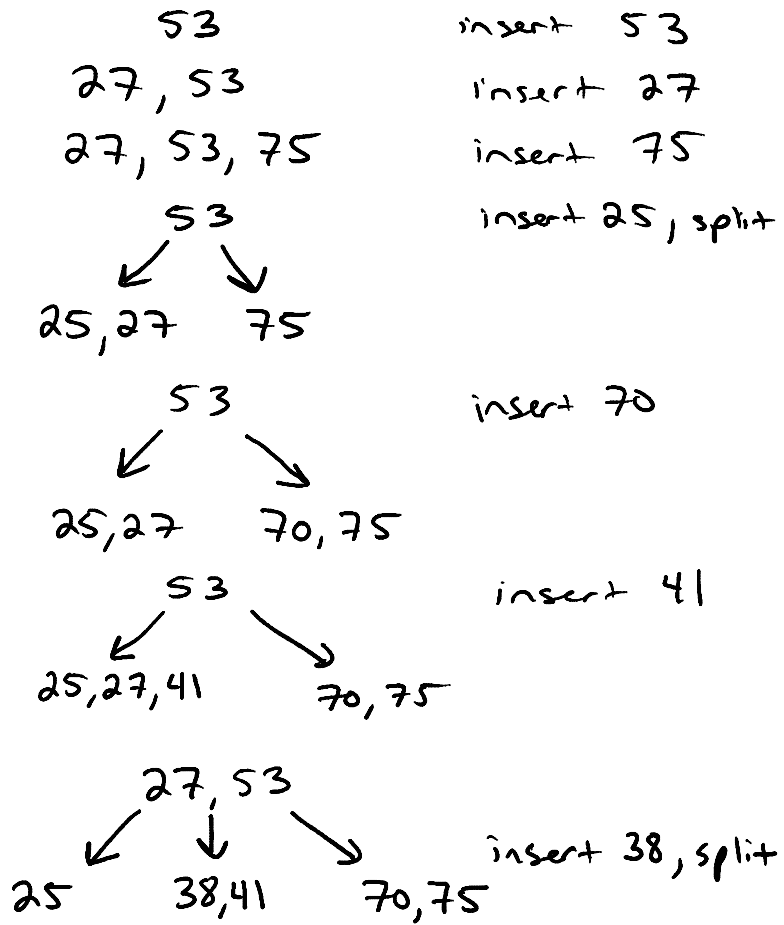 53 insert 53
27, 53 insert 27
27, 53, 75 insert 75
53 insert 25, split
25, 27 75
53 insert 70
25, 27 70, 75
53 insert 41
25, 27, 41 70, 75
27, 53
insert 38, split
25 38, 41 70, 75